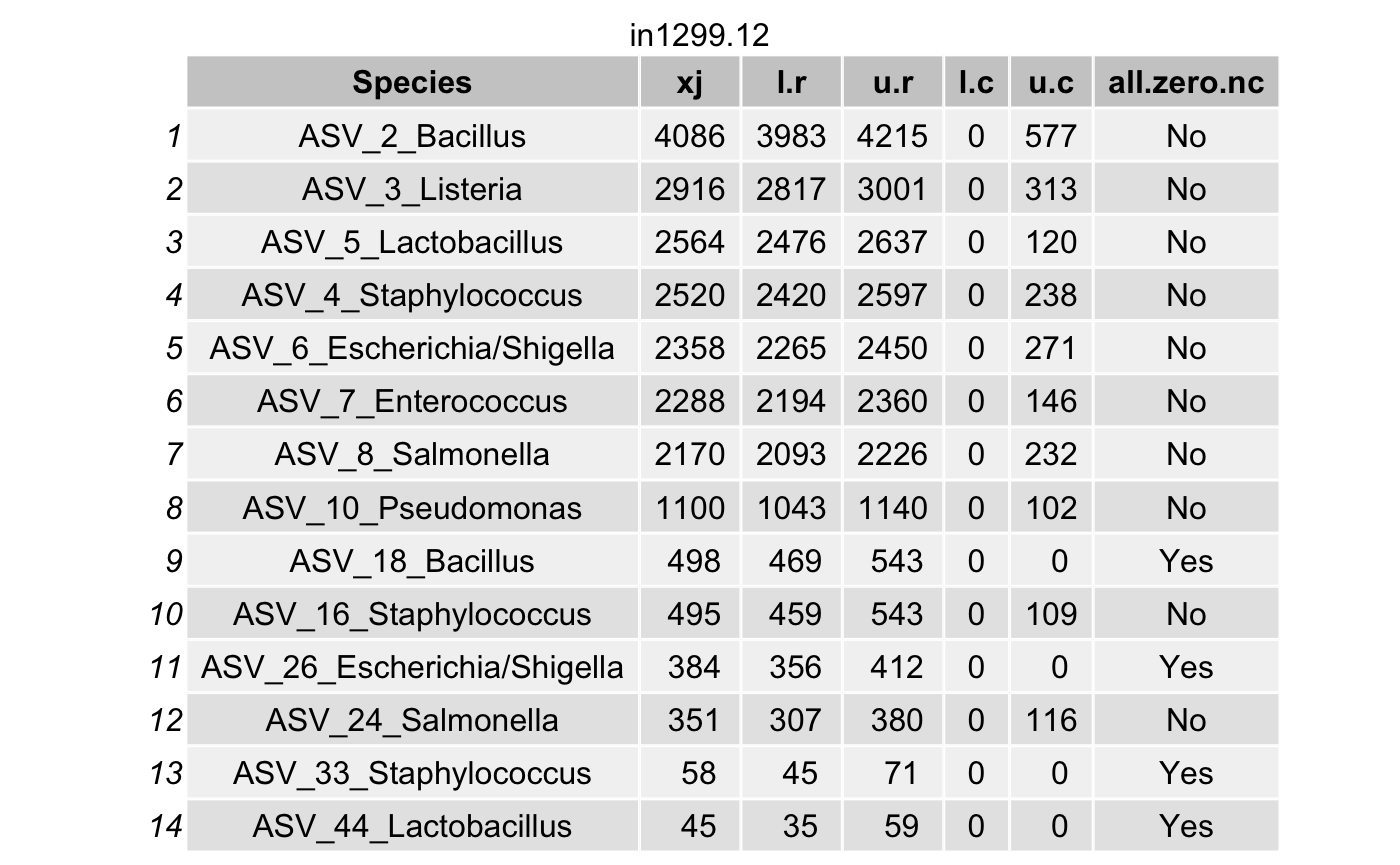 in1299.12
Species xj l.r u.r l.c u.c all.zero.nc
1 ASV_2_Bacillus 4086 3983 4215 0 577 No
2 ASV_3_Listeria 2916 2817 3001 0 313 No
3 ASV_5_Lactobacillus 2564 2476 2637 0 120 No
4 ASV_4_Staphylococcus 2520 2420 2597 0 238 No
5 ASV_6_Escherichia/Shigella 2358 2265 2450 0 271 No
6 ASV_7_Enterococcus 2288 2194 2360 0 146 No
7 ASV_8_Salmonella 2170 2093 2226 0 232 No
8 ASV_10_Pseudomonas 1100 1043 1140 0 102 No
9 ASV_18_Bacillus 498 469 543 0 0 Yes
10 ASV_16_Staphylococcus 495 459 543 0 109 No
11 ASV_26_Escherichia/Shigella 384 356 412 0 0 Yes
12 ASV_24_Salmonella 351 307 380 0 116 No
13 ASV_33_Staphylococcus 58 45 71 0 0 Yes
14 ASV_44_Lactobacillus 45 35 59 0 0 Yes